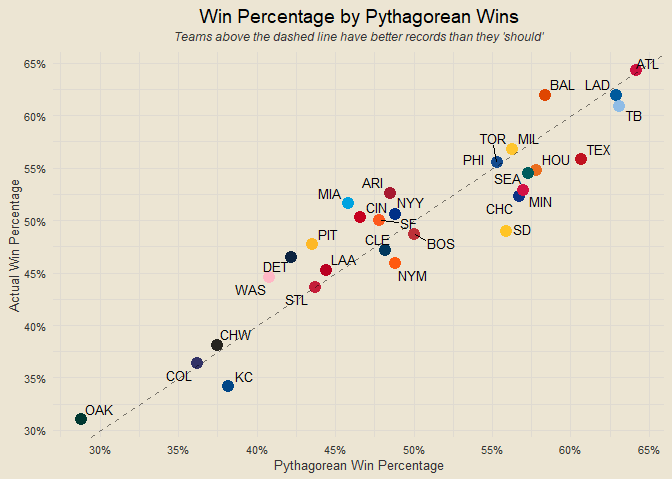 Win Percentage by Pythagorean Wins
Teams above the dashed line have better records than they 'should'
65%
60%
55%
50%
45%
40%
35%
30%
Actual Win Percentage
ATL
BAL
LAD
TB
TOR
MIL
PHI
HOU
TEX
SEA
ARI
MIA
NYY
CHC
MIN
CIN
SF
SD
PIT
CLE
BOS
DET
LAA
NYM
WAS
STL
CHW
COL
KC
OAK
30%
35%
40%
45%
50%
55%
60%
65%
Pythagorean Win Percentage